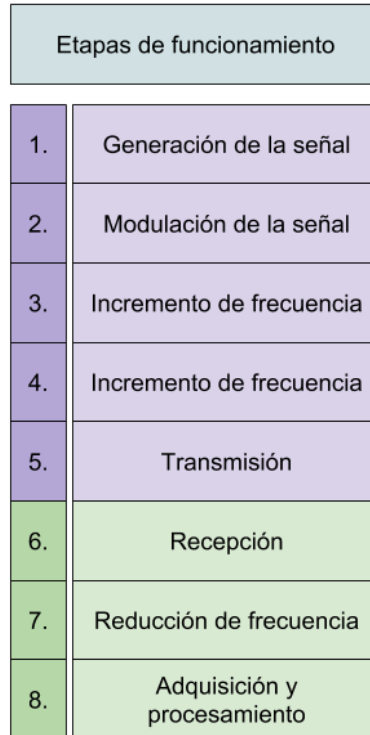 Etapas de funcionamiento
1. Generación de la señal
2. Modulación de la señal
3. Incremento de frecuencia
4. Incremento de frecuencia
5. Transmisión
6. Recepción
7. Reducción de frecuencia
8. Adquisición y
procesamiento